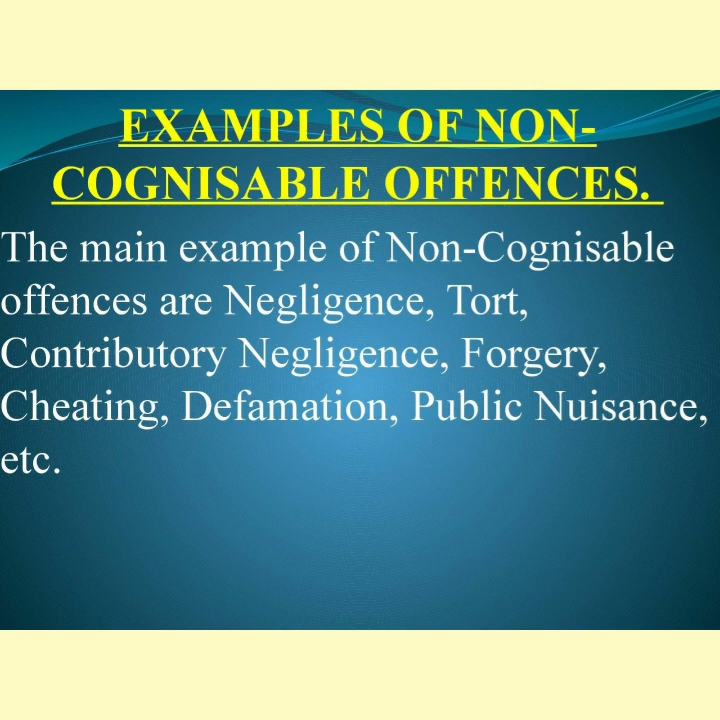 EXAMPLES OF NON-
COGNISABLE OFFENCES.
The main example of Non-Cognisable
offences are Negligence, Tort,
Contributory Negligence, Forgery,
Cheating, Defamation, Public Nuisance,
etc.